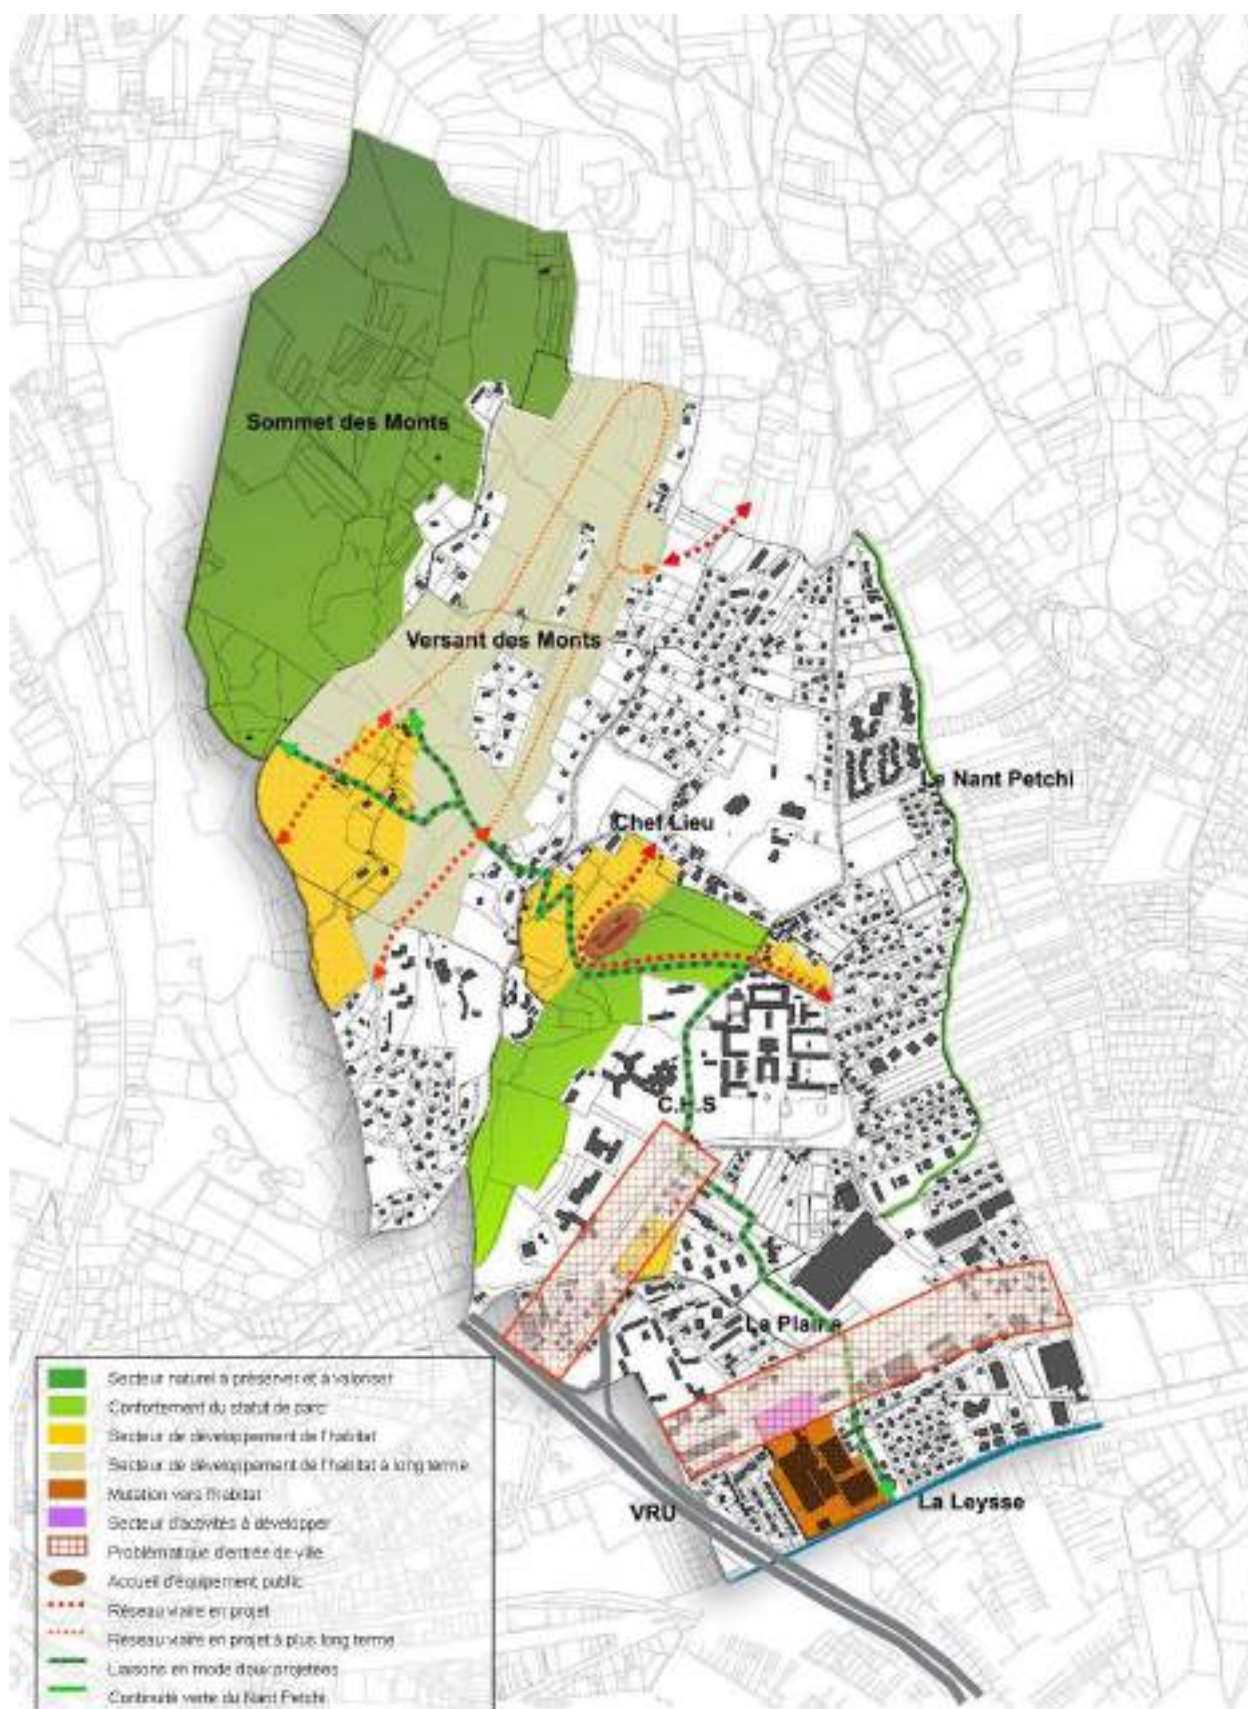 Sommet des Monts
Versant des Monts
Le Nant Petchi
Chef Lieu
C.H.S
La Plaine
La Leysse
VRU
Secteur naturel à préserver et à valoriser
Confortement du statut de parc
Secteur de développement de l'habitat
Secteur de développement de l'habitat à long terme
Mutation vers l'habitat
Secteur d'activités à développer
Problématique d'entrée de ville
Accueil d'équipement public
Réseau viaire en projet
Réseau viaire en projet à plus long terme
Liaisons en mode doux projetées
Continuité verte du Nant Petchi